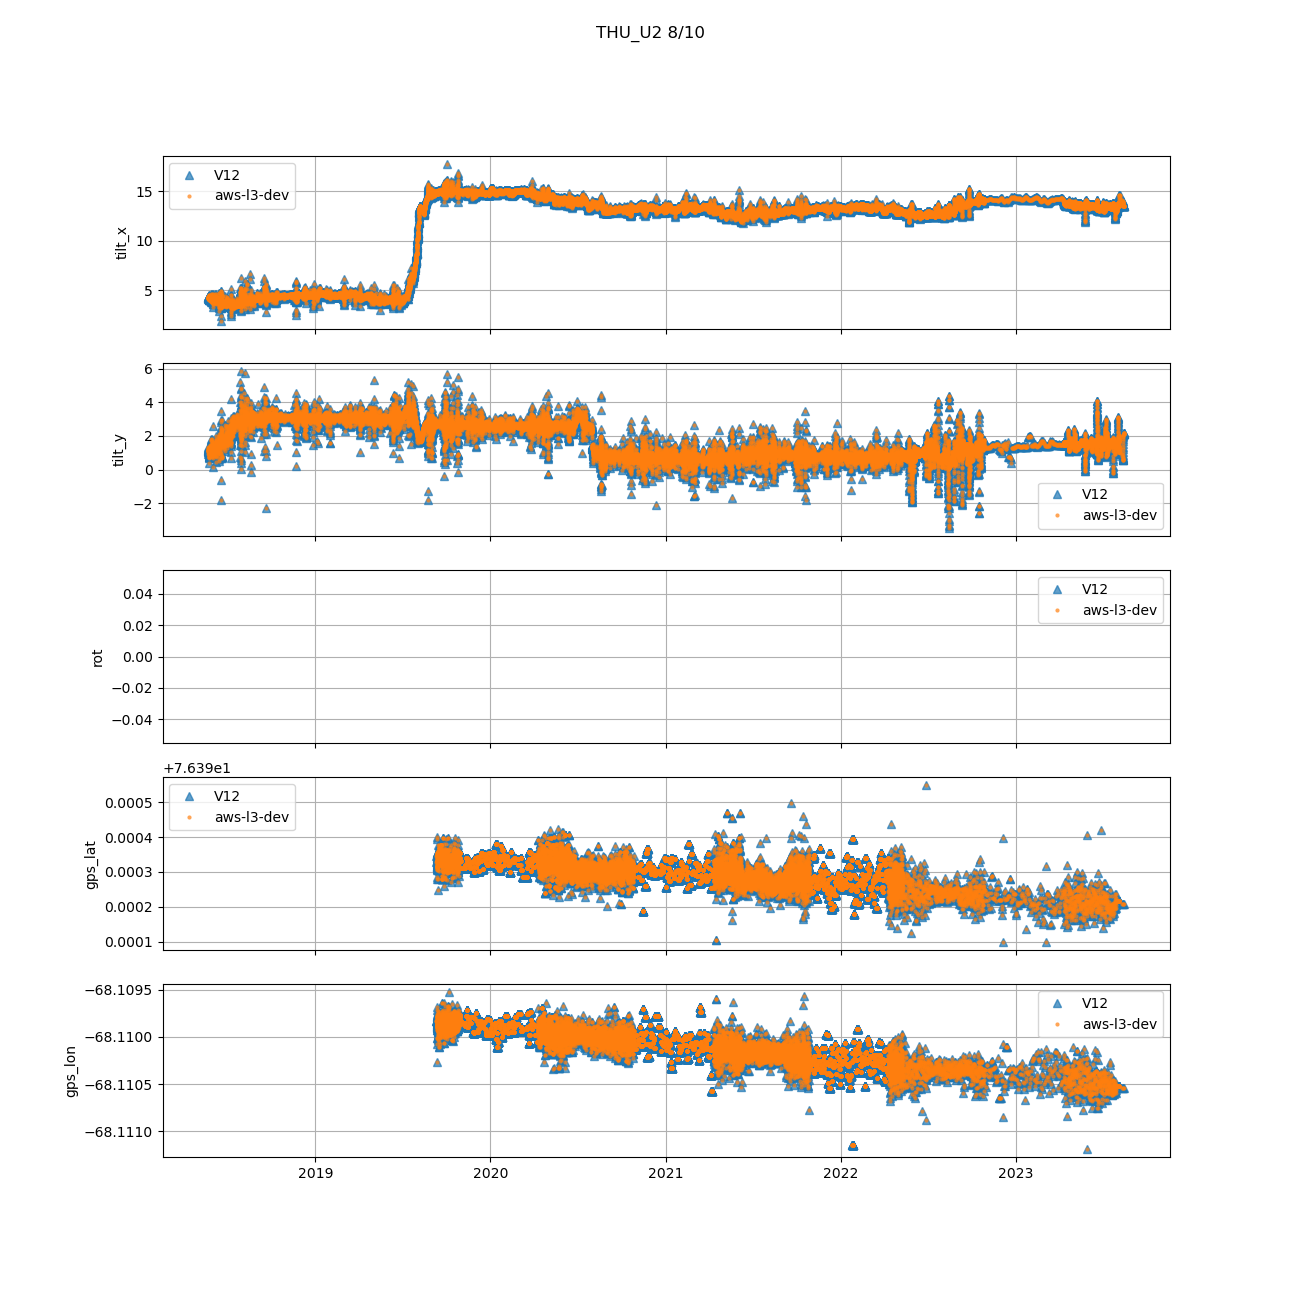 THU_U2 8/10
V12
aws-l3-dev
15
10
5
tilt_x
6
4
2
0
−2
tilt_y
V12
aws-l3-dev
V12
aws-l3-dev
0.04
0.02
0.00
−0.02
−0.04
rot
+7.639e1
V12
aws-l3-dev
0.0005
0.0004
0.0003
0.0002
0.0001
gps_lat
V12
aws-l3-dev
−68.1095
−68.1100
−68.1105
−68.1110
gps_lon
2019 2020 2021 2022 2023